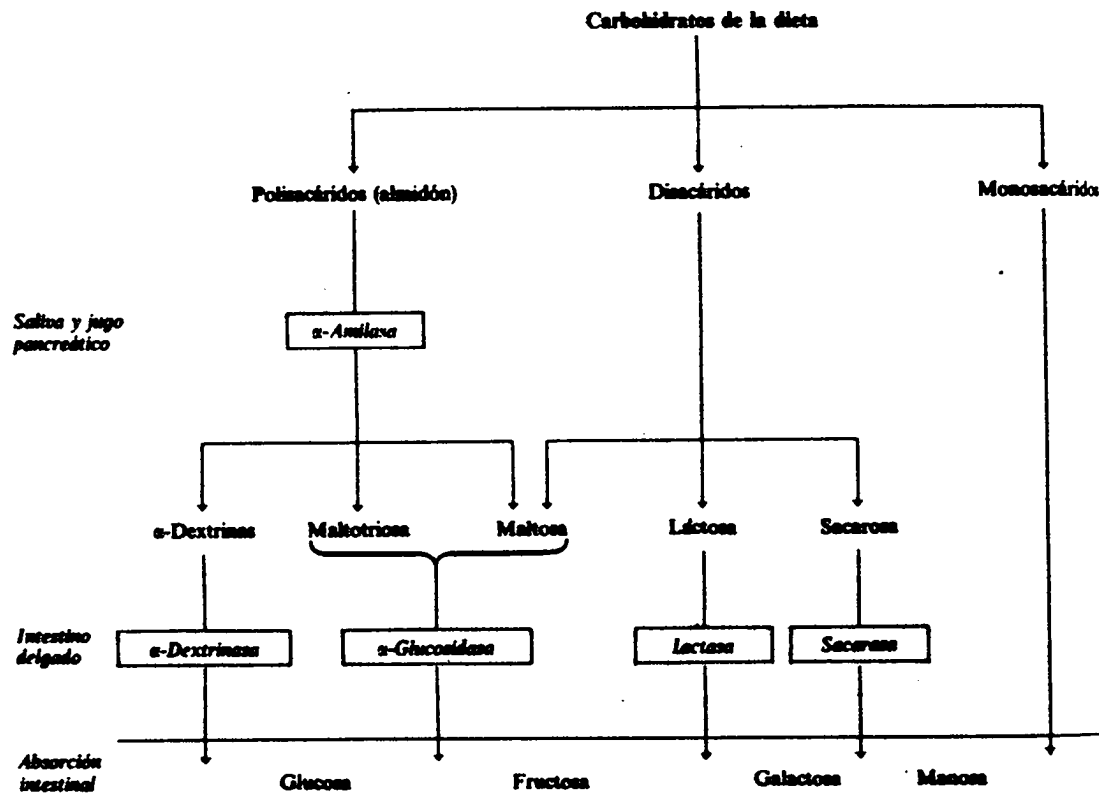 Carbohidratos de la dieta
Polisacáridos (almidón)
Disacáridos
Monosacáridos
Saliva y jugo
pancreático
α-Amilasa
α-Dextrinas
Maltotriosa
Maltosa
Láctosa
Sacarosa
Intestino
delgado
α-Dextrinasa
α-Glucosidasa
Lactasa
Sacarasa
Absorción
intestinal
Glucosa
Fructosa
Galactosa
Manosa